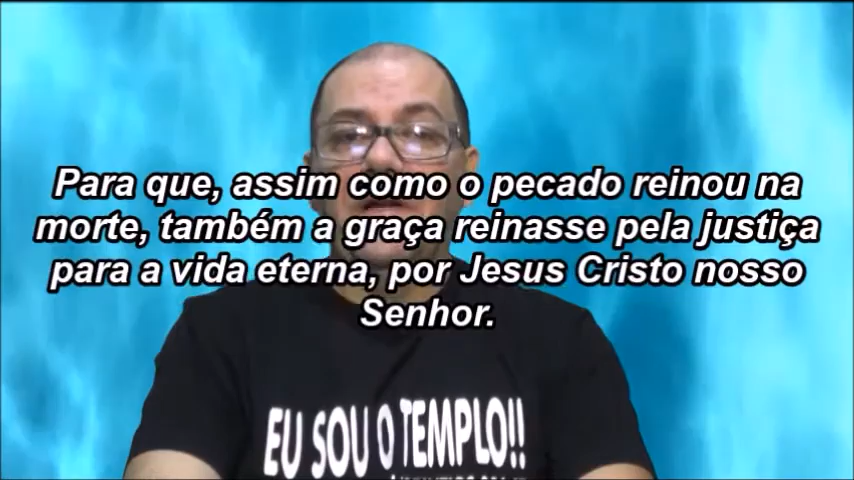 Para que, assim como o pecado reinou na
morte, também a graça reinasse pela justiça
para a vida eterna, por Jesus Cristo nosso
Senhor.
EU SOU O TEMPLO!!